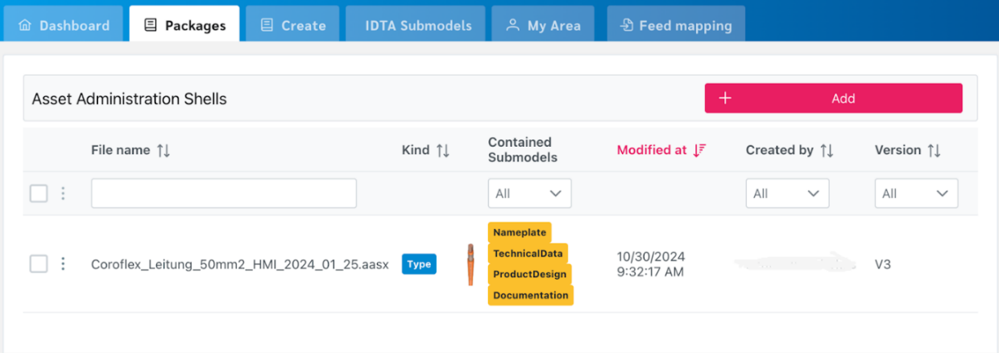 Dashboard
Packages
Create
IDTA Submodels
My Area
Feed mapping
Asset Administration Shells
Add
File name
Kind
Contained
Submodels
Modified at
Created by
Version
All
All
All
Coroflex_Leitung_50mm2_HMI_2024_01_25.aasx
Type
Nameplate
TechnicalData
ProductDesign
Documentation
10/30/2024
9:32:17 AM
V3